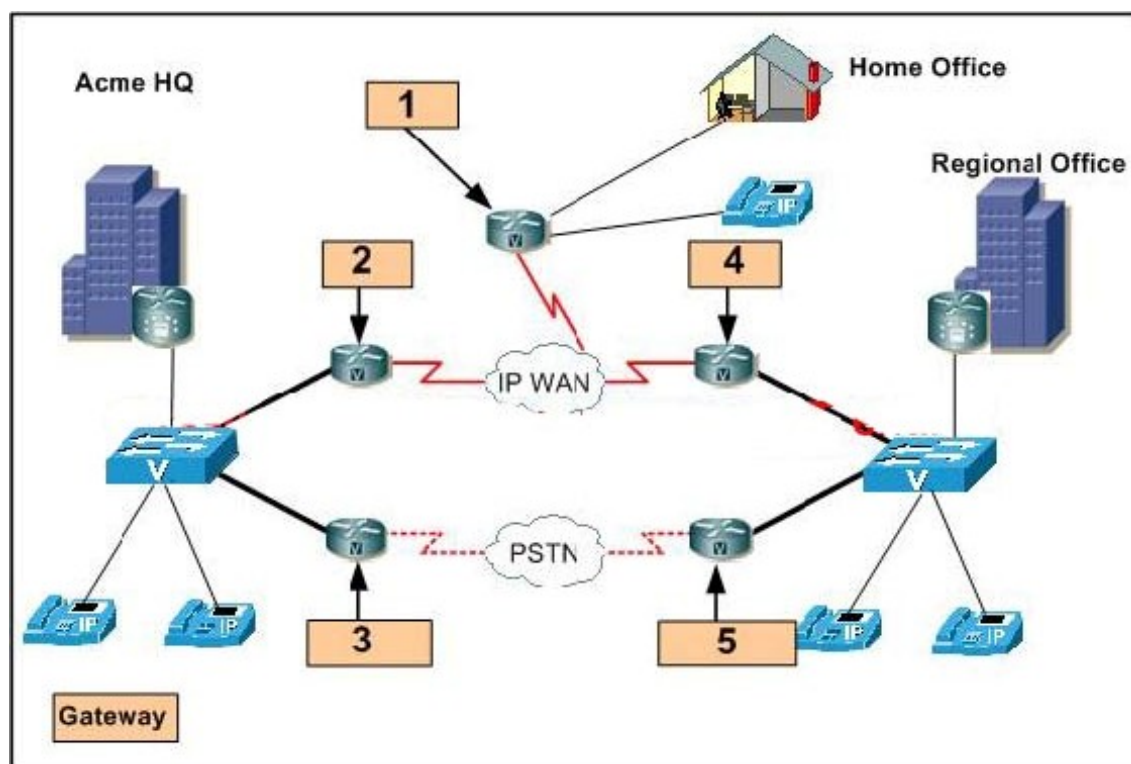 Acme HQ
1
Home Office
Regional Office
IP
V
2
4
V
IP WAN
V
V
V
V
PSTN
V
IP
IP
3
5
IP
IP
Gateway